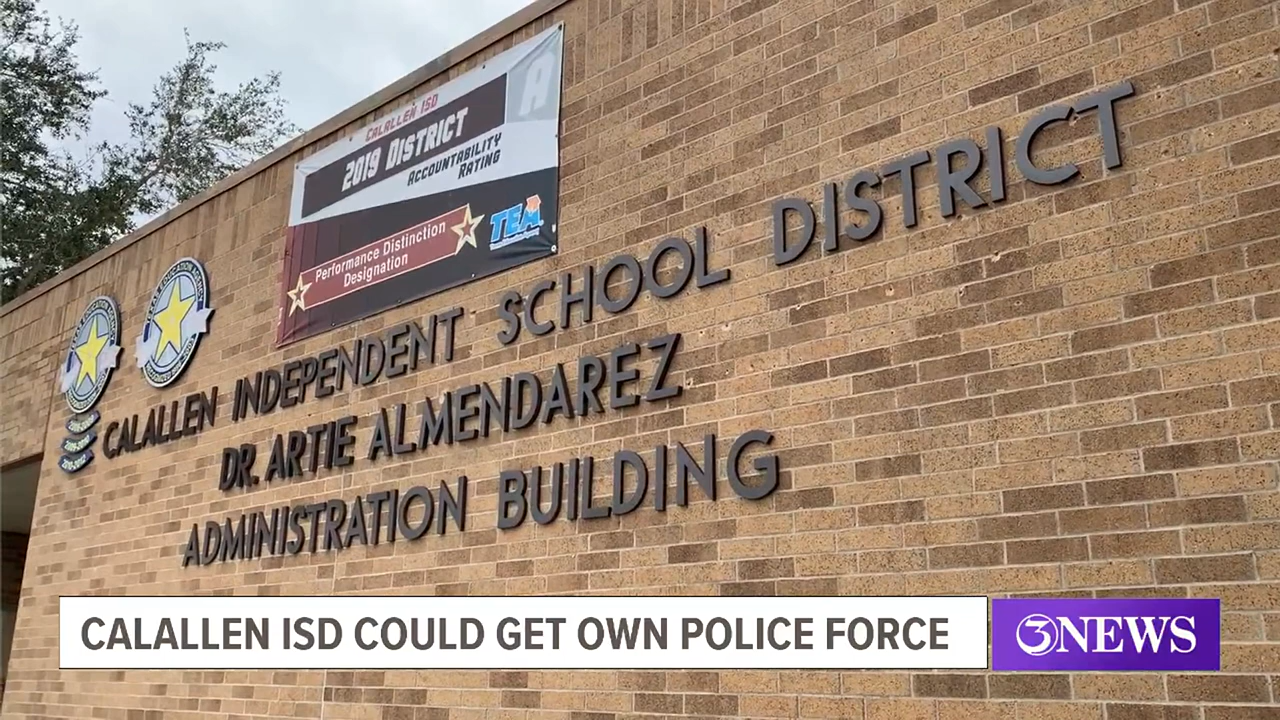 CALALLEN ISD
2019 DISTRICT
A
ACCOUNTABILITY
RATING
Performance Distinction
Designation
TEA
CALALLEN INDEPENDENT SCHOOL DISTRICT
DR. ARTIE ALMENDAREZ
ADMINISTRATION BUILDING
CALALLEN ISD COULD GET OWN POLICE FORCE
3NEWS